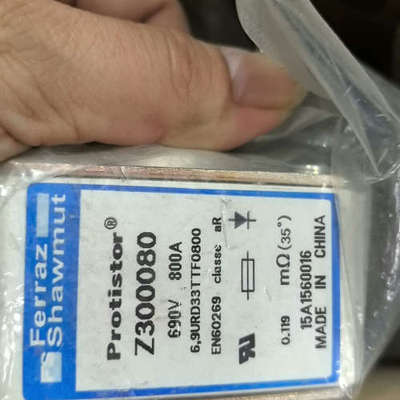 Ferraz
Shawmut
Protistor®
Z300080
690V 800A
6,9URD33TTF0800
EN60269 classe aR
0.119 mΩ (35°)
15A1560016
MADE IN CHINA